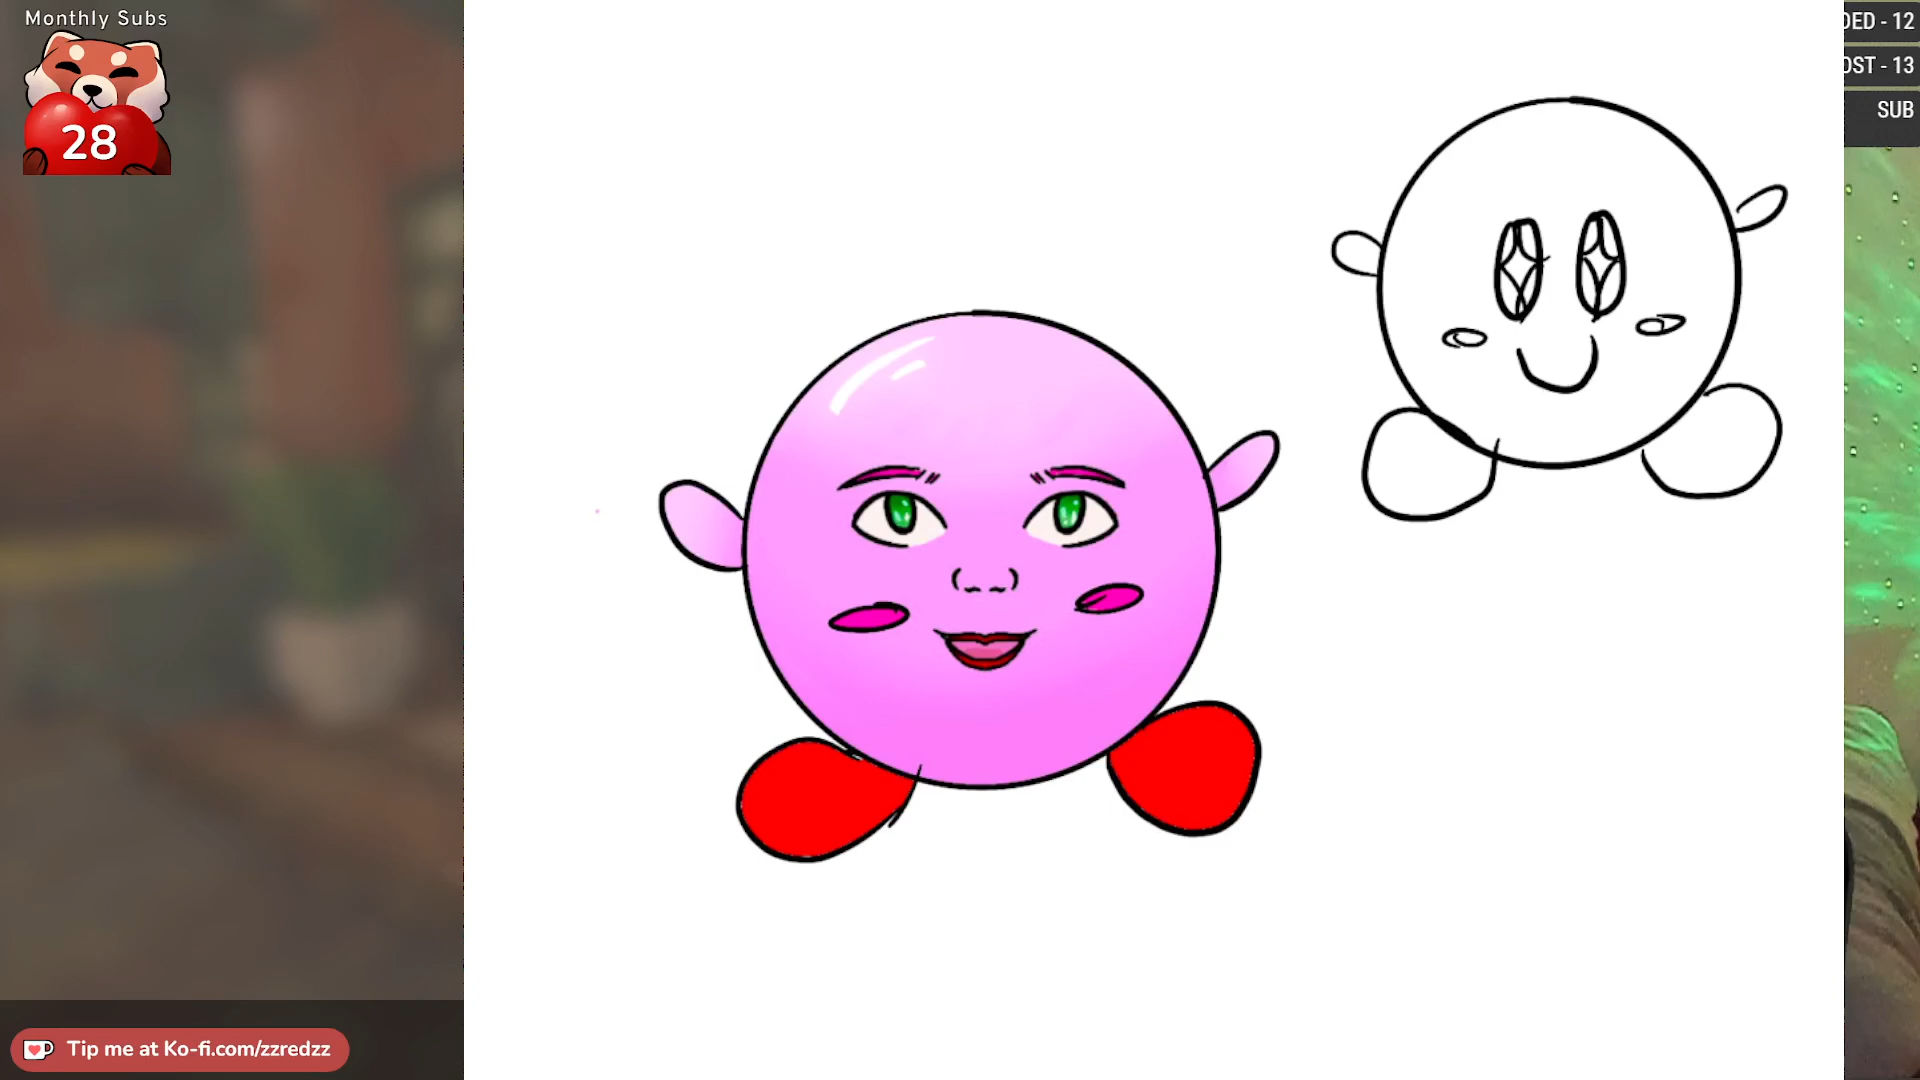 Monthly Subs
28
DED - 12
OST - 13
SUB
Tip me at Ko-fi.com/zzredzz